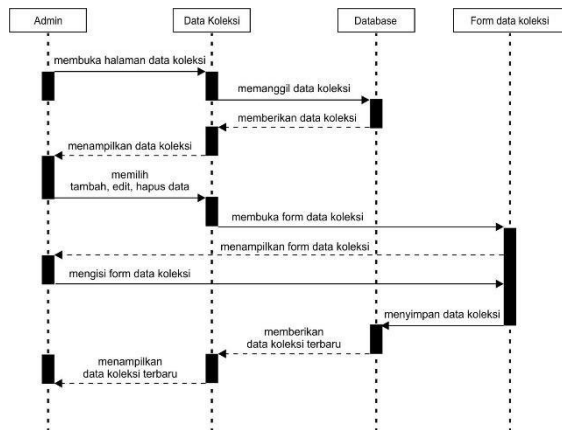 Admin
Data Koleksi
Database
Form data koleksi
membuka halaman data koleksi
memanggil data koleksi
memberikan data koleksi
menampilkan data koleksi
memilih
tambah, edit, hapus data
membuka form data koleksi
menampilkan form data koleksi
mengisi form data koleksi
menyimpan data koleksi
memberikan
data koleksi terbaru
menampilkan
data koleksi terbaru